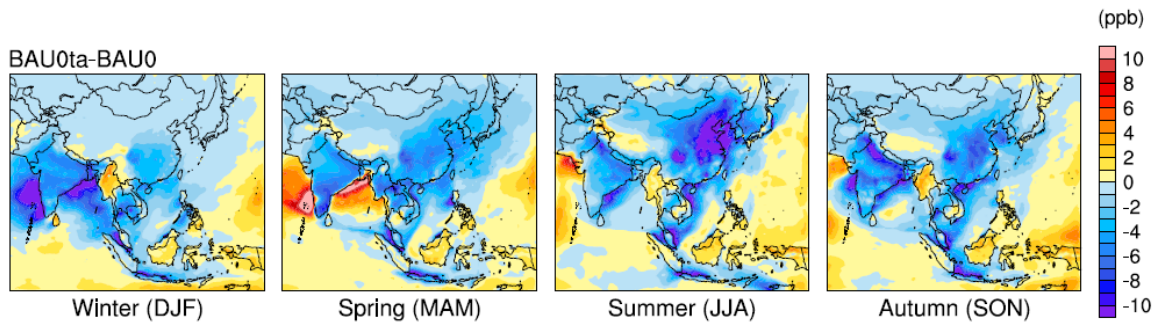 (ppb)
BAU0ta-BAU0
10
8
6
4
2
0
-2
-4
-6
-8
-10
Winter (DJF)
Spring (MAM)
Summer (JJA)
Autumn (SON)